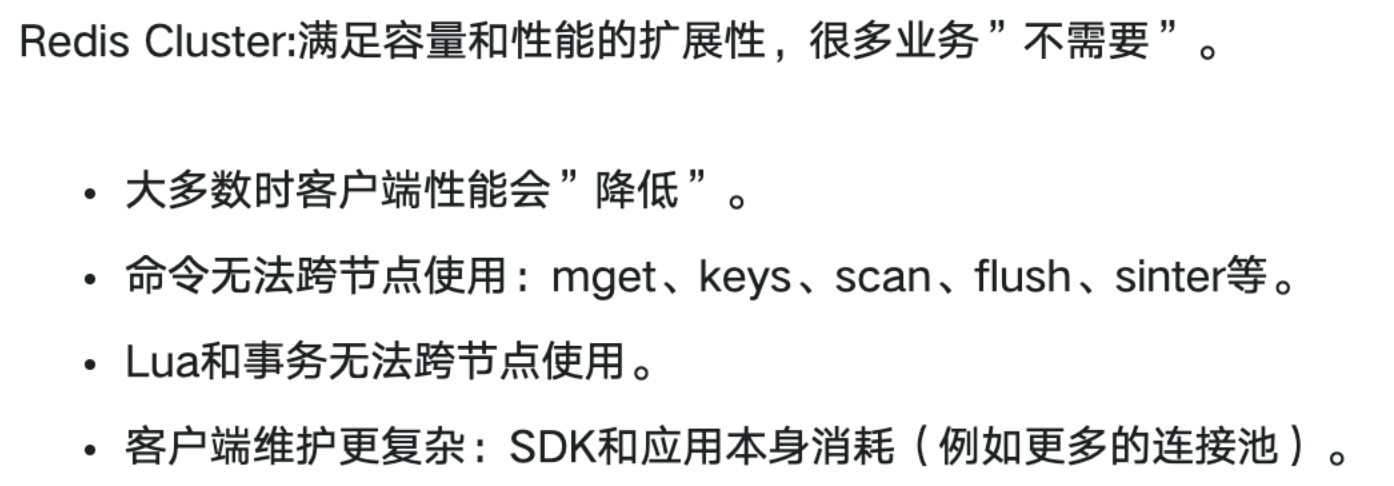 Redis Cluster:满足容量和性能的扩展性，很多业务”不需要”。
• 大多数时客户端性能会”降低”。
• 命令无法跨节点使用：mget、keys、scan、flush、sinter等。
• Lua和事务无法跨节点使用。
• 客户端维护更复杂：SDK和应用本身消耗（例如更多的连接池）。